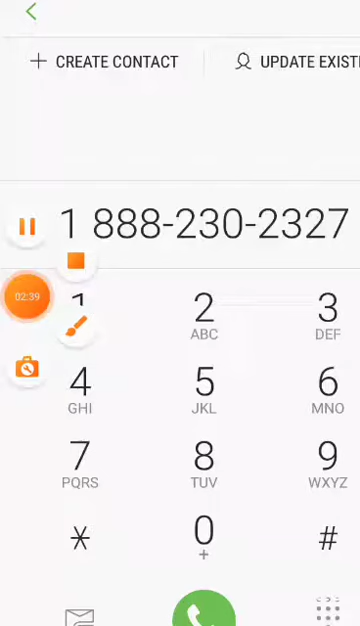 CREATE CONTACT UPDATE EXISTI
1 888-230-2327
02:39
1 2 3
ABC DEF
4 5 6
GHI JKL MNO
7 8 9
PQRS TUV WXYZ
* 0 #
+